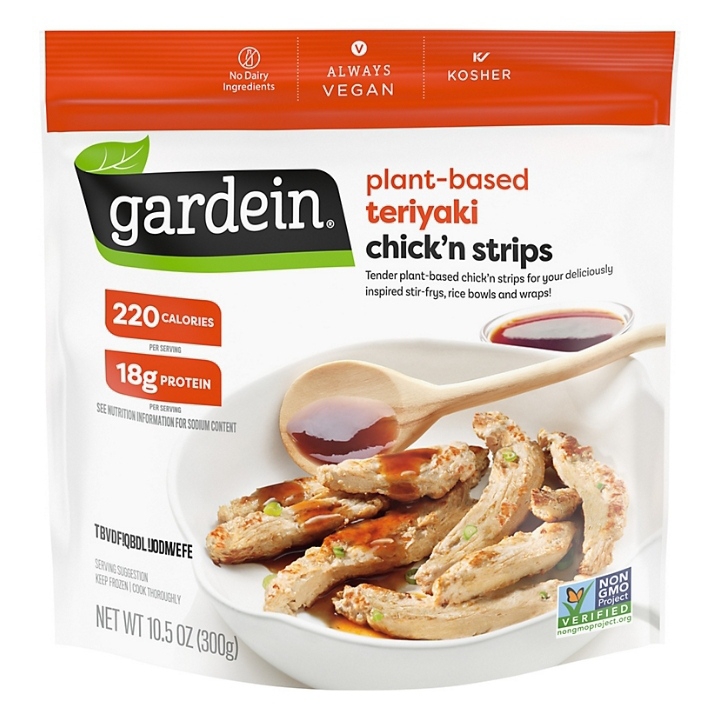 No Dairy
Ingredients
V
ALWAYS
VEGAN
KOSHER
gardein®
plant-based
teriyaki
chick'n strips
Tender plant-based chick'n strips for your deliciously
inspired stir-frys, rice bowls and wraps!
220 CALORIES
PER SERVING
18g PROTEIN
PER SERVING
SEE NUTRITION INFORMATION FOR SODIUM CONTENT
SERVING SUGGESTION
KEEP FROZEN | COOK THOROUGHLY
NET WT 10.5 OZ (300g)
NON
GMO
Project
VERIFIED
nongmoproject.org